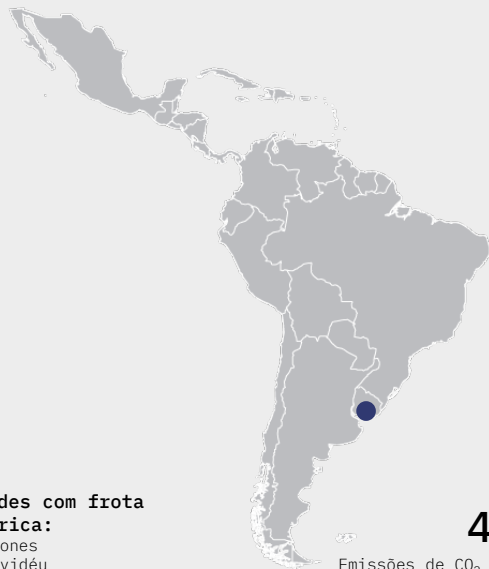 des com frota
rica:
ones
vidéu
4
Emissões de CO₂